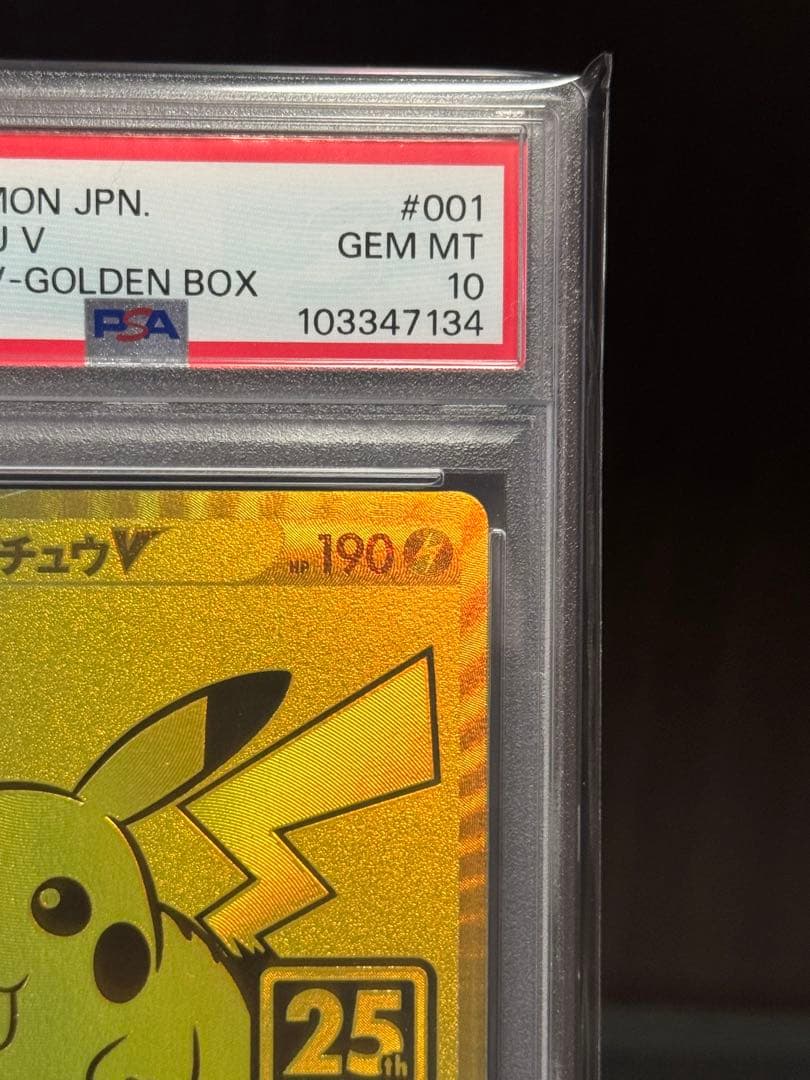 MON JPN.
#001
U V
GEM MT
-GOLDEN BOX
10
PSA
103347134
チュウV
HP 190
25th